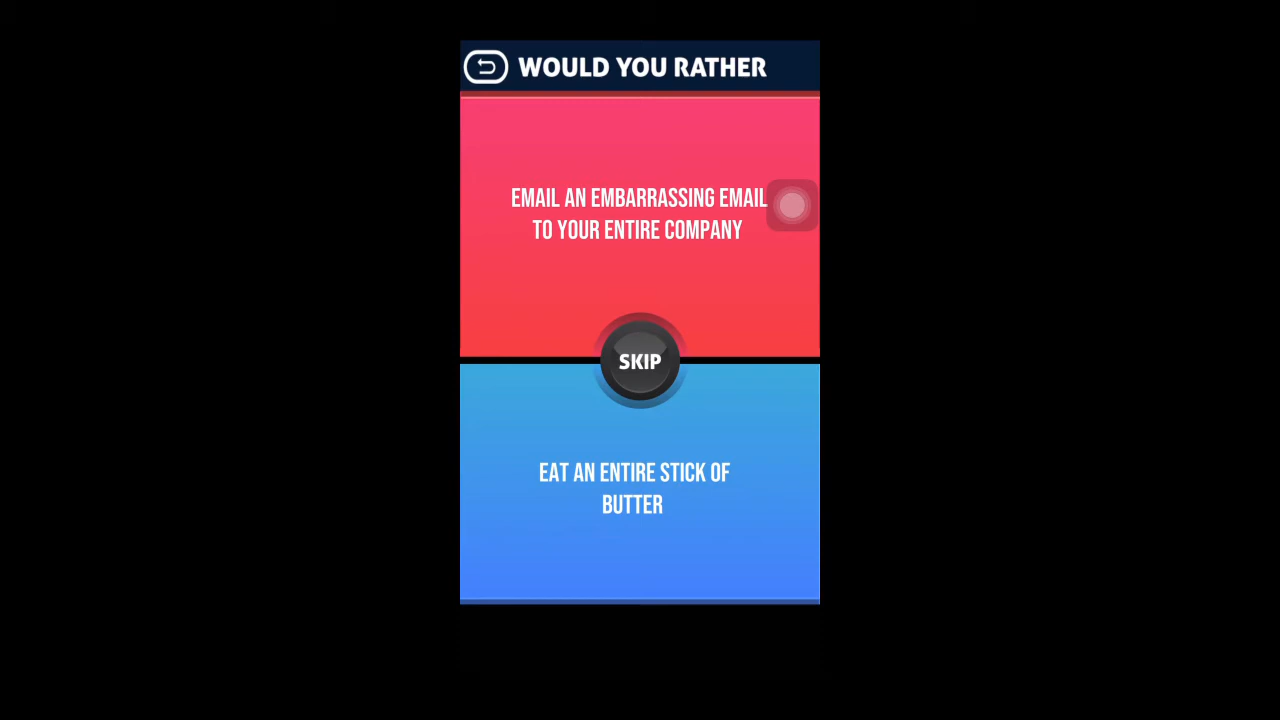 WOULD YOU RATHER
EMAIL AN EMBARRASSING EMAIL
TO YOUR ENTIRE COMPANY
SKIP
EAT AN ENTIRE STICK OF
BUTTER